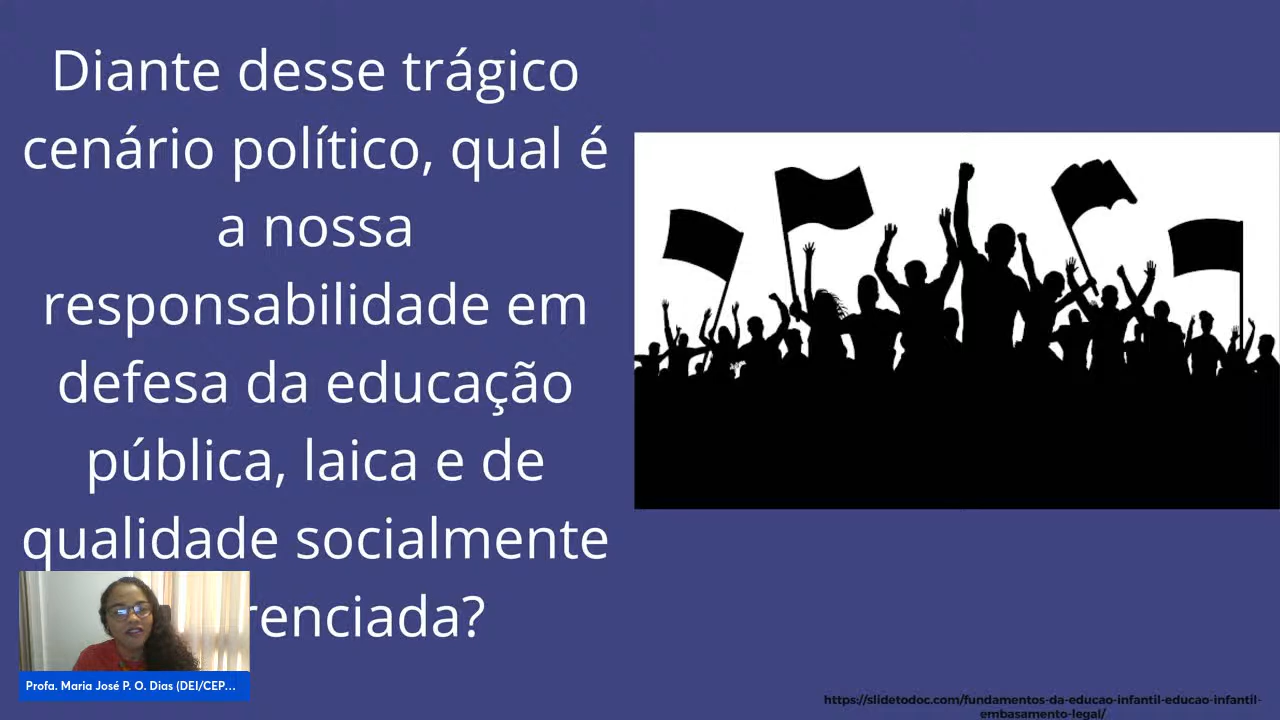 Diante desse trágico
cenário político, qual é
a nossa
responsabilidade em
defesa da educação
pública, laica e de
qualidade socialmente
renciada?
Profa. Maria José P. O. Dias (DEI/CEP...
https://slidetodoc.com/fundamentos-da-educao-infantil-educao-infantil-
embasamento-legal/